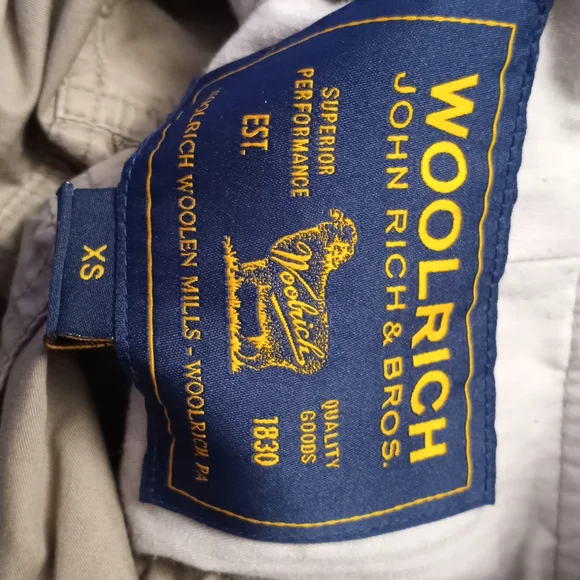 WOOLRICH
JOHN RICH & BROS.
SUPERIOR
PERFORMANCE
QUALITY
GOODS
Woolrich
EST.
1830
WOOLRICH WOOLEN MILLS - WOOLRICH, PA
XS